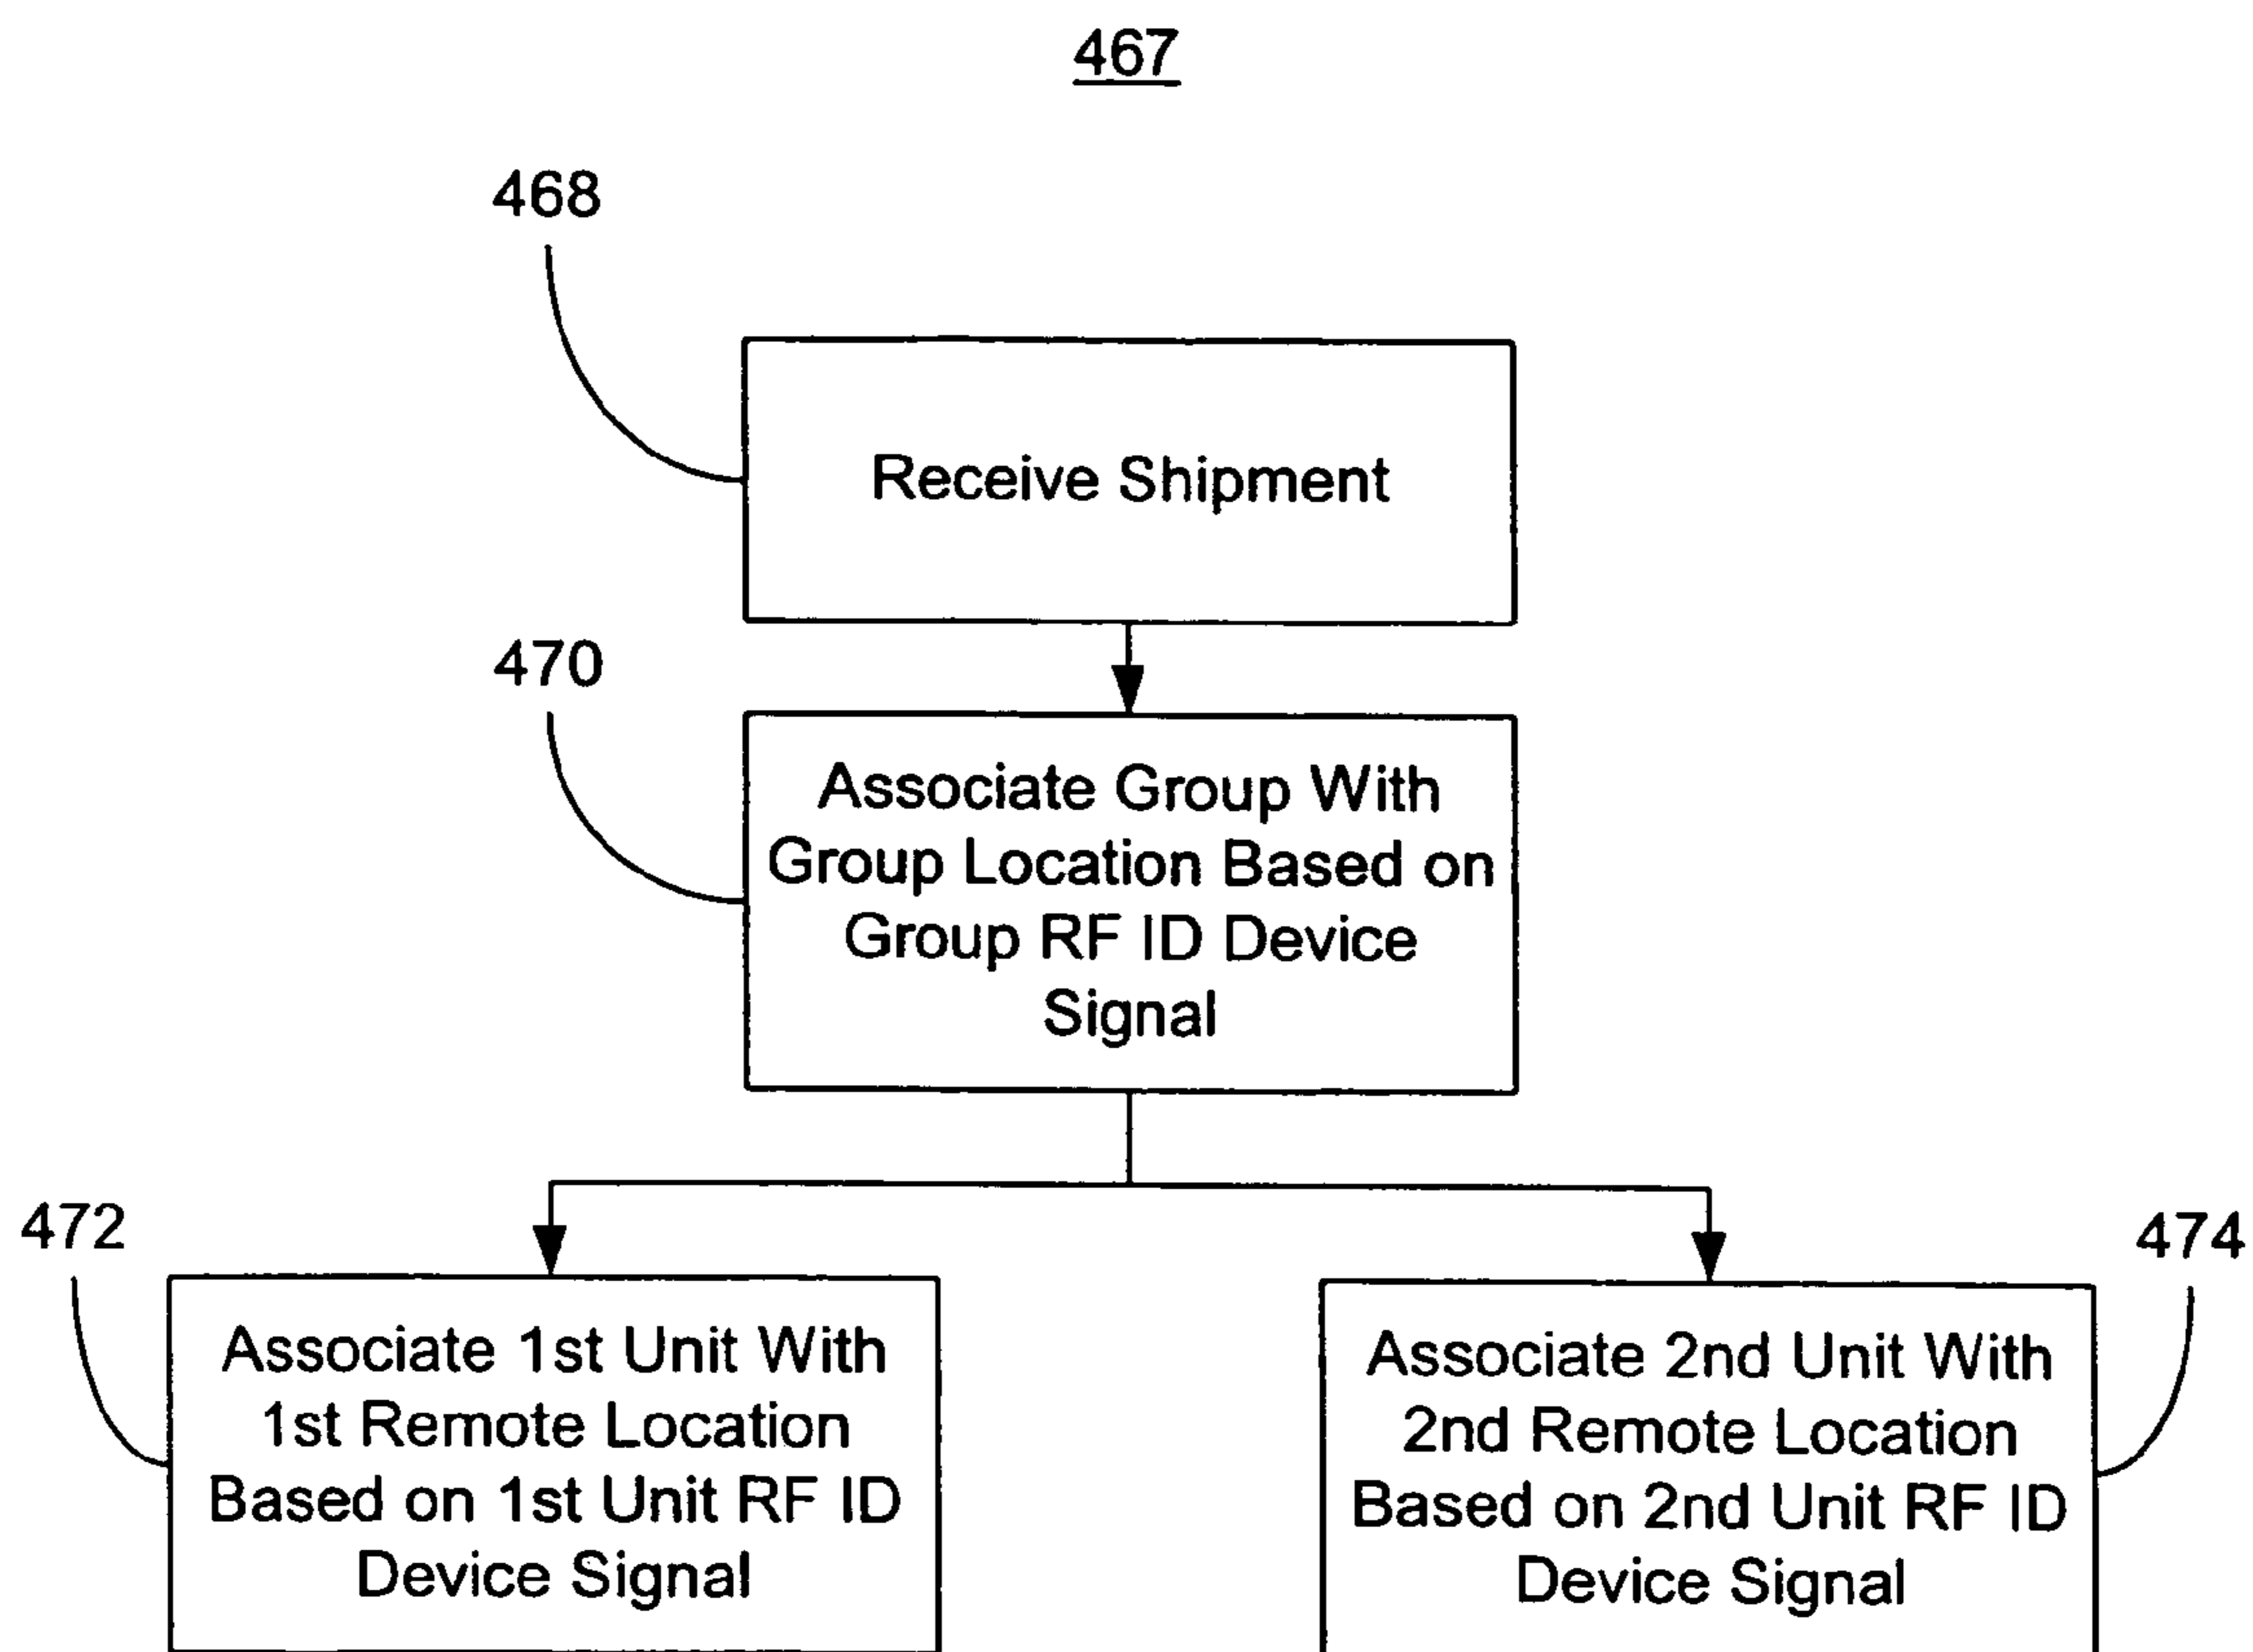 467
468
Receive Shipment
470
Associate Group With
Group Location Based on
Group RF ID Device
Signal
472
Associate 1st Unit With
1st Remote Location
Based on 1st Unit RF ID
Device Signal
474
Associate 2nd Unit With
2nd Remote Location
Based on 2nd Unit RF ID
Device Signal